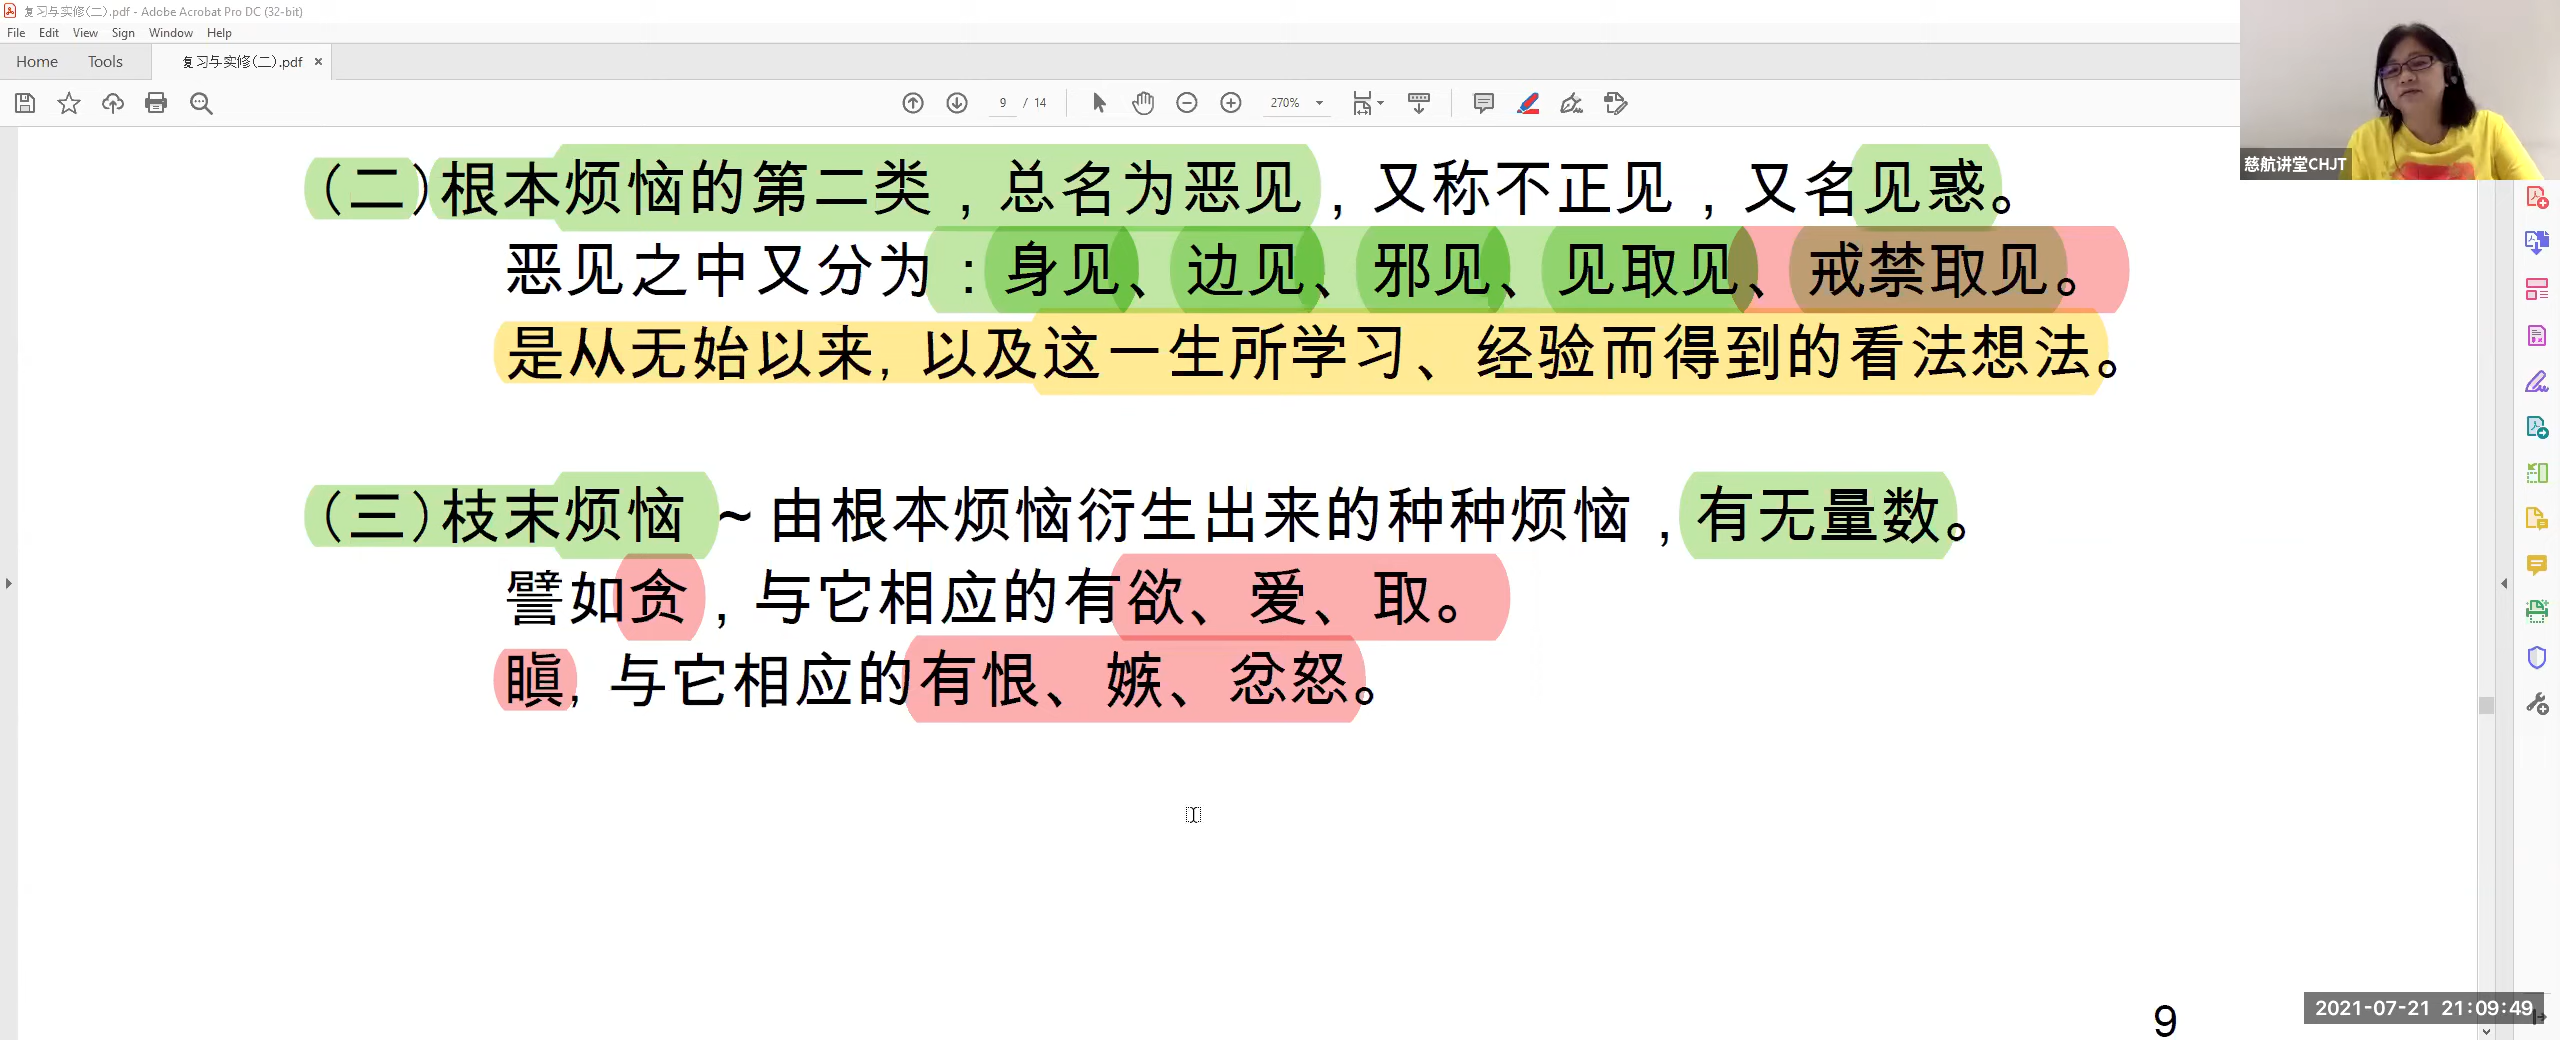 复习与实修(二).pdf - Adobe Acrobat Pro DC (32-bit)
File Edit View Sign Window Help
Home Tools 复习与实修(二).pdf ×
9 / 14 270%
慈航讲堂CHJT
(二)根本烦恼的第二类,总名为恶见,又称不正见,又名见惑。
恶见之中又分为:身见、边见、邪见、见取见、戒禁取见。
是从无始以来, 以及这一生所学习、经验而得到的看法想法。
(三)枝末烦恼~由根本烦恼衍生出来的种种烦恼,有无量数。
譬如贪,与它相应的有欲、爱、取。
瞋, 与它相应的有恨、嫉、忿怒。
9
2021-07-21 21:09:49